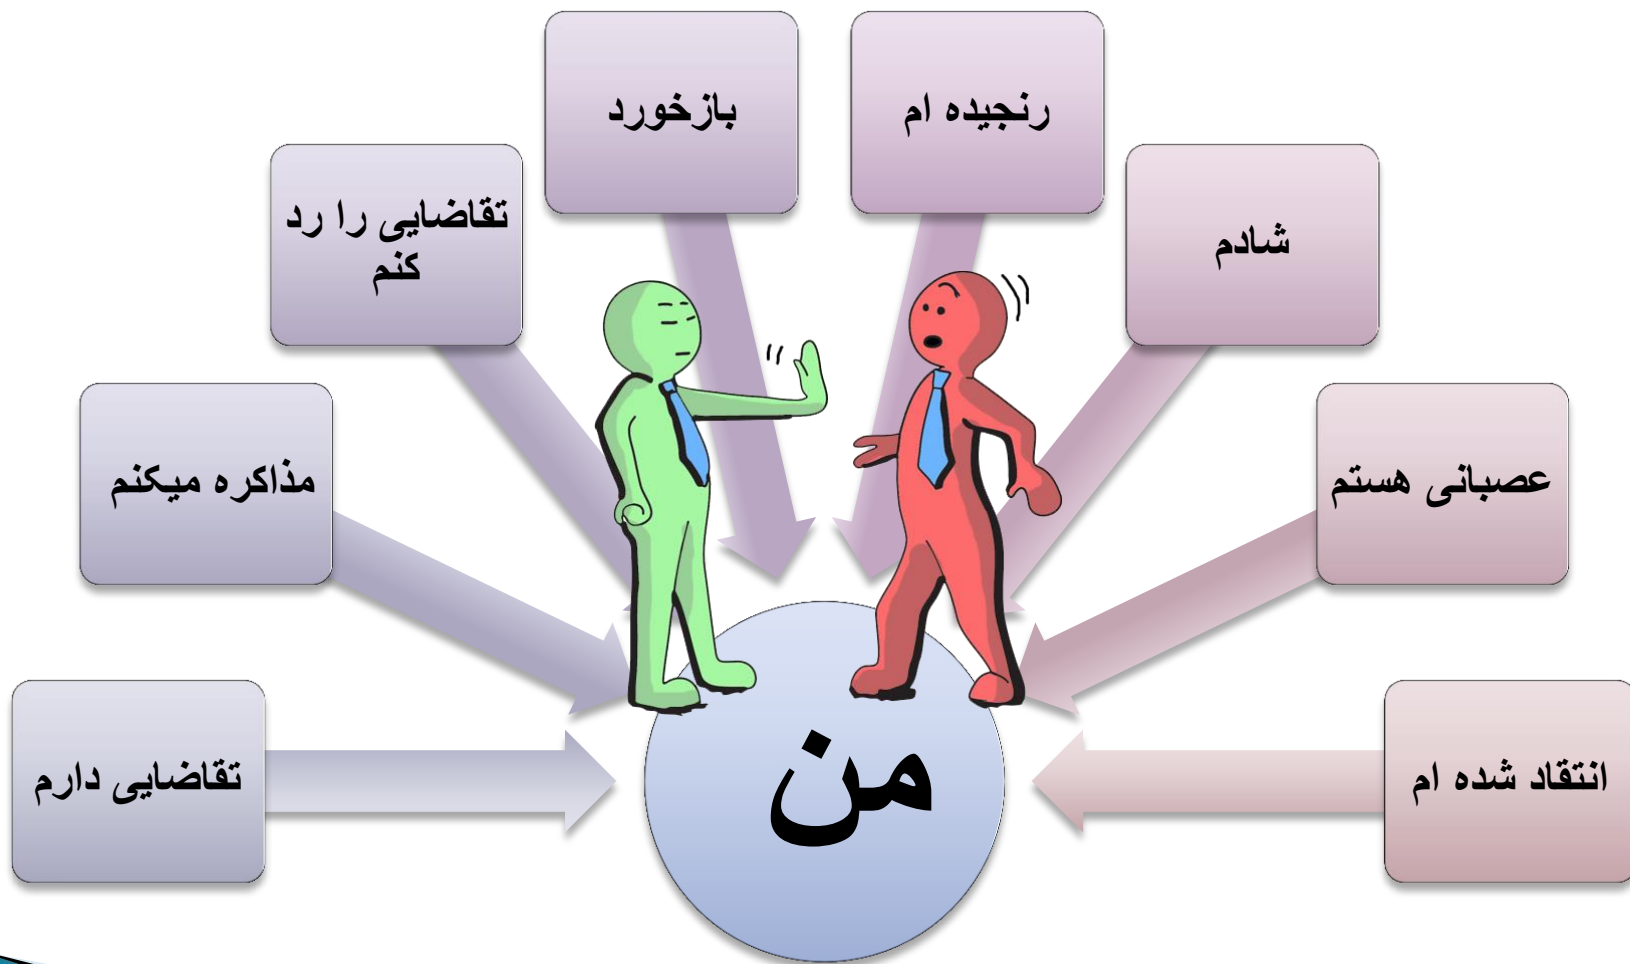 بازخورد
رنجیده ام
تقاضایی را رد
کنم
شادم
مذاکره میکنم
عصبانی هستم
تقاضایی دارم
من
انتقاد شده ام